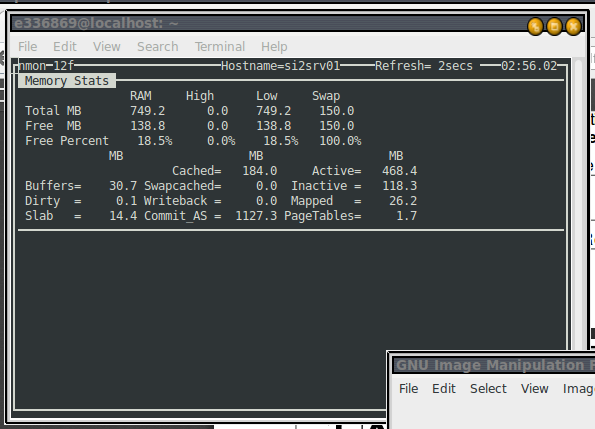 e336869@localhost: ~
File Edit View Search Terminal Help
nmon-12f Hostname=si2srv01 Refresh= 2secs 02:56.02
Memory Stats
RAM High Low Swap
Total MB 749.2 0.0 749.2 150.0
Free MB 138.8 0.0 138.8 150.0
Free Percent 18.5% 0.0% 18.5% 100.0%
MB MB MB
Cached= 184.0 Active= 468.4
Buffers= 30.7 Swapcached= 0.0 Inactive = 118.3
Dirty = 0.1 Writeback = 0.0 Mapped = 26.2
Slab = 14.4 Commit_AS = 1127.3 PageTables= 1.7
GNU Image Manipulation
File Edit Select View Imag